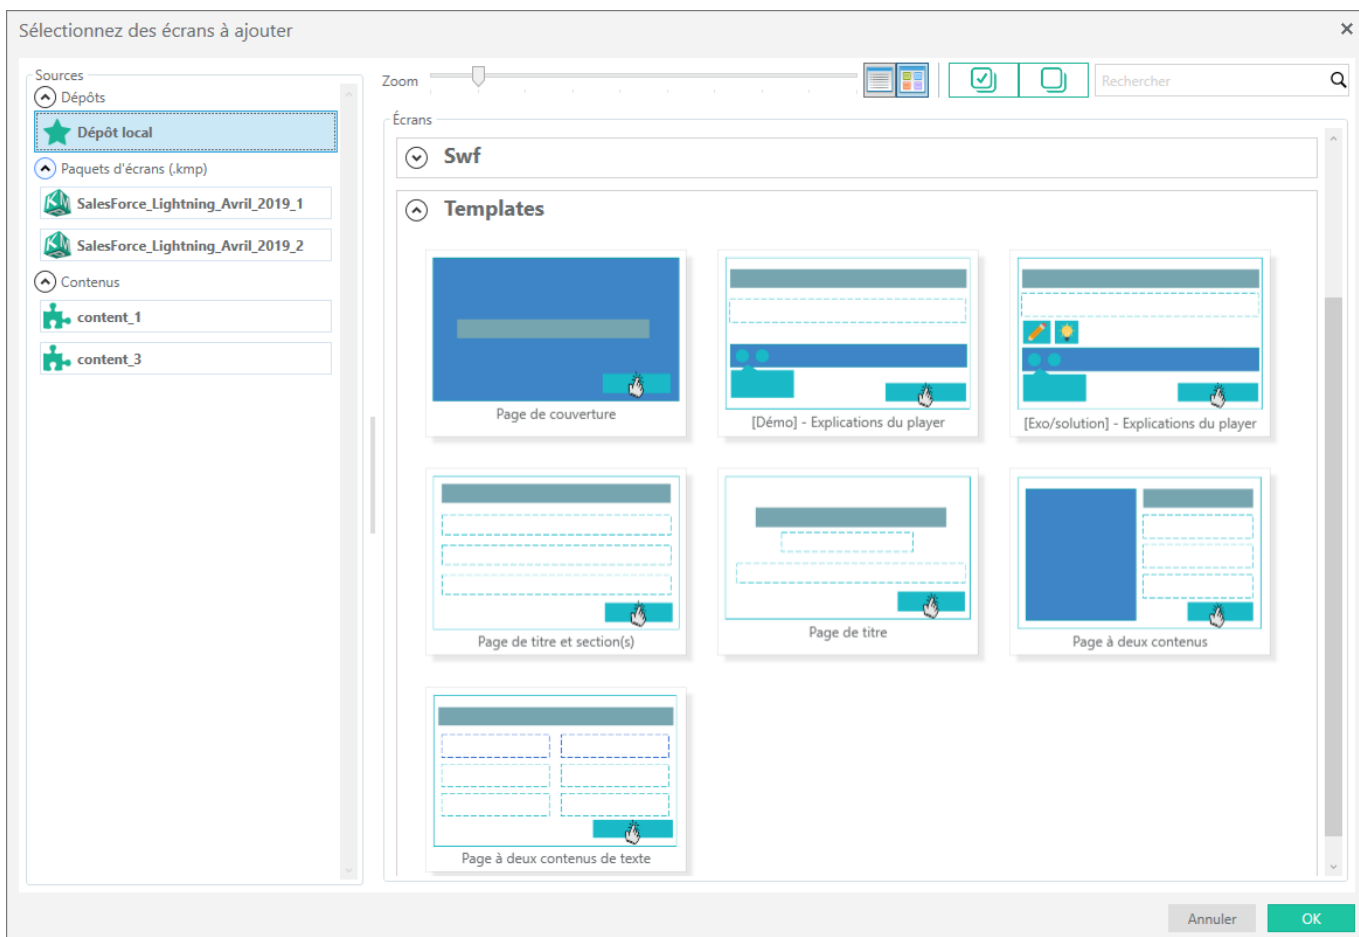 Sélectionnez des écrans à ajouter
Sources
Dépôts
Dépôt local
Paquets d'écrans (.kmp)
SalesForce_Lightning_Avril_2019_1
SalesForce_Lightning_Avril_2019_2
Contenus
content_1
content_3
Zoom
Rechercher
Écrans
Swf
Templates
Page de couverture
[Démo] - Explications du player
[Exo/solution] - Explications du player
Page de titre et section(s)
Page de titre
Page à deux contenus
Page à deux contenus de texte
Annuler
OK